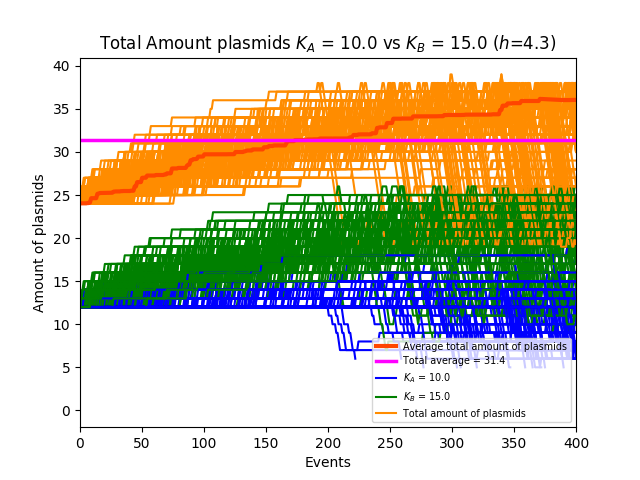 Total Amount plasmids K_A = 10.0 vs K_B = 15.0 (h=4.3)
40
35
30
25
20
15
10
5
0
Amount of plasmids
Average total amount of plasmids
Total average = 31.4
K_A = 10.0
K_B = 15.0
Total amount of plasmids
0 50 100 150 200 250 300 350 400
Events